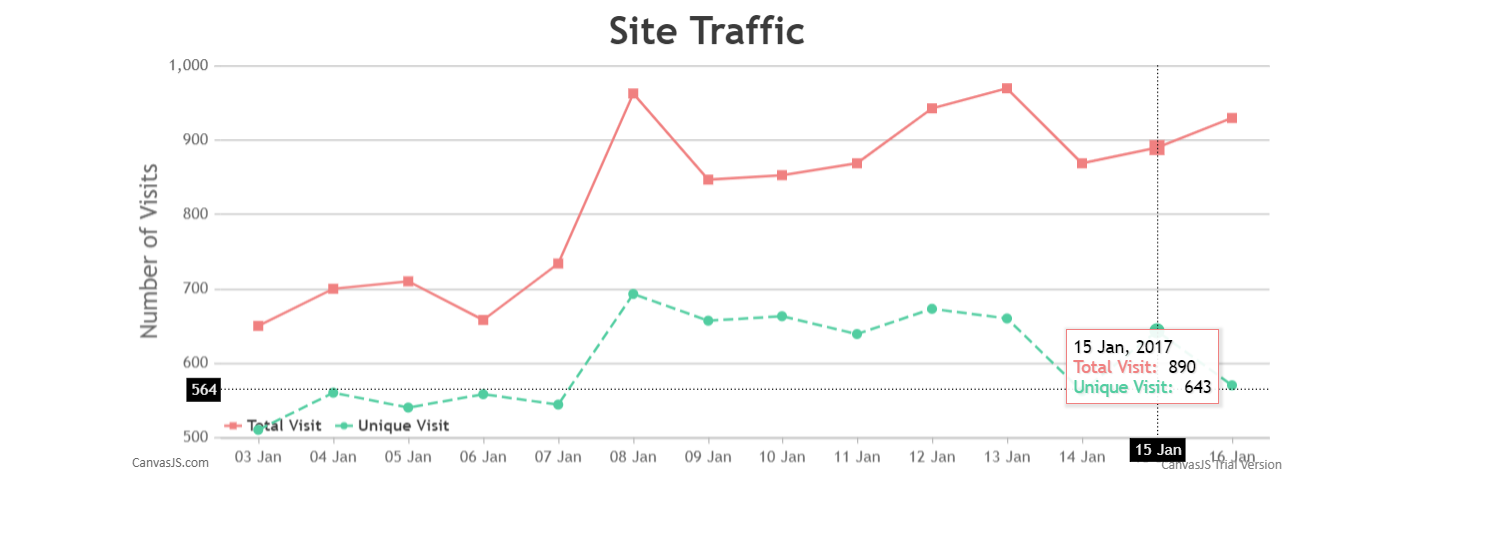 Site Traffic
1,000
900
800
700
600
564
500
Number of Visits
15 Jan, 2017
Total Visit: 890
Unique Visit: 643
Total Visit
Unique Visit
03 Jan
04 Jan
05 Jan
06 Jan
07 Jan
08 Jan
09 Jan
10 Jan
11 Jan
12 Jan
13 Jan
14 Jan
15 Jan
16 Jan
CanvasJS.com
CanvasJS Trial Version